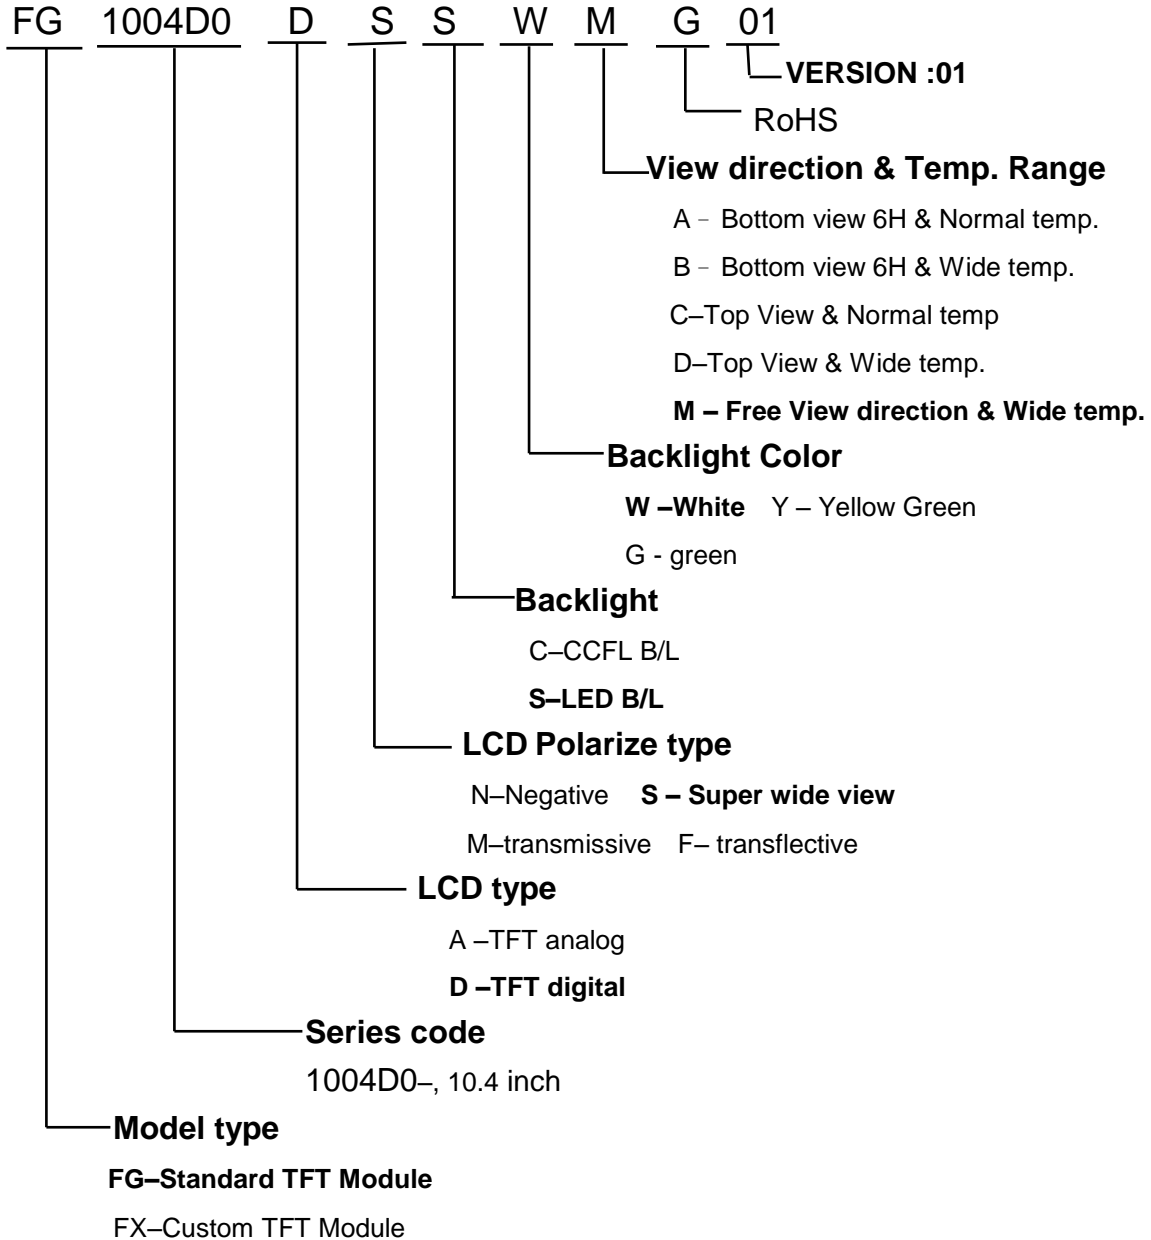 FG 1004D0 D S S W M G 01
VERSION :01
RoHS
View direction & Temp. Range
A – Bottom view 6H & Normal temp.
B – Bottom view 6H & Wide temp.
C–Top View & Normal temp
D–Top View & Wide temp.
M – Free View direction & Wide temp.
Backlight Color
W –White Y – Yellow Green
G - green
Backlight
C–CCFL B/L
S–LED B/L
LCD Polarize type
N–Negative S – Super wide view
M–transmissive F– transflective
LCD type
A –TFT analog
D –TFT digital
Series code
1004D0–, 10.4 inch
Model type
FG–Standard TFT Module
FX–Custom TFT Module